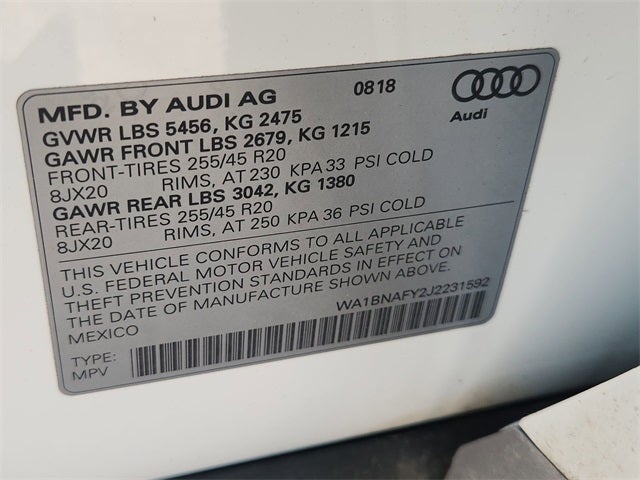 MFD. BY AUDI AG 0818
Audi
GVWR LBS 5456, KG 2475
GAWR FRONT LBS 2679, KG 1215
FRONT-TIRES 255/45 R20
8JX20 RIMS, AT 230 KPA 33 PSI COLD
GAWR REAR LBS 3042, KG 1380
REAR-TIRES 255/45 R20
8JX20 RIMS, AT 250 KPA 36 PSI COLD
THIS VEHICLE CONFORMS TO ALL APPLICABLE
U.S. FEDERAL MOTOR VEHICLE SAFETY AND
THEFT PREVENTION STANDARDS IN EFFECT ON
THE DATE OF MANUFACTURE SHOWN ABOVE.
MEXICO WA1BNAFY2J2231592
TYPE:
MPV